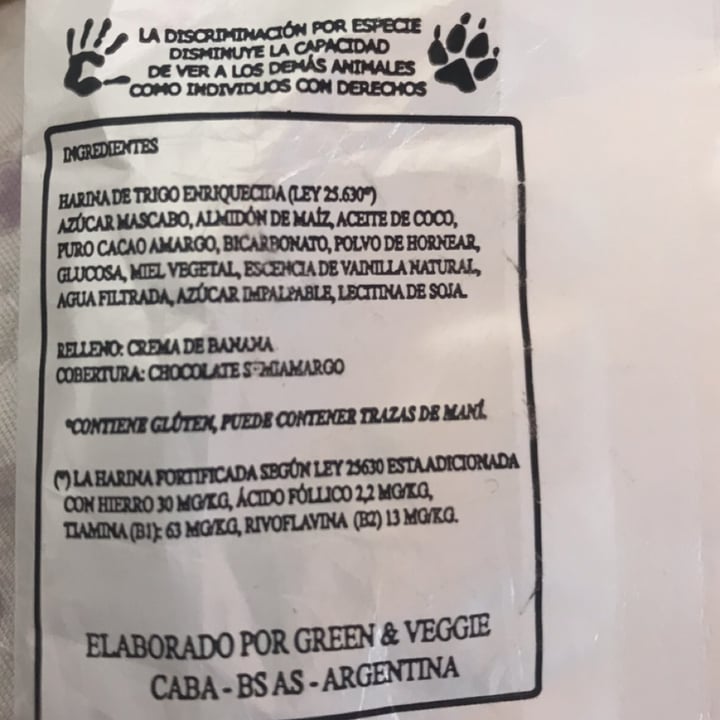 LA DISCRIMINACIÓN POR ESPECIE
DISMINUYE LA CAPACIDAD
DE VER A LOS DEMÁS ANIMALES
COMO INDIVIDUOS CON DERECHOS
INGREDIENTES
HARINA DE TRIGO ENRIQUECIDA (LEY 25.630*)
AZÚCAR MASCABO, ALMIDÓN DE MAÍZ, ACEITE DE COCO,
PURO CACAO AMARGO, BICARBONATO, POLVO DE HORNEAR,
GLUCOSA, MIEL VEGETAL, ESCENCIA DE VAINILLA NATURAL,
AGUA FILTRADA, AZÚCAR IMPALPABLE, LECITINA DE SOJA.
RELLENO: CREMA DE BANANA
COBERTURA: CHOCOLATE SEMIAMARGO
*CONTIENE GLÚTEN, PUEDE CONTENER TRAZAS DE MANÍ.
(*) LA HARINA FORTIFICADA SEGÚN LEY 25630 ESTA ADICIONADA
CON HIERRO 30 MG/KG, ÁCIDO FÓLLICO 2,2 MG/KG,
TIAMINA (B1): 63 MG/KG, RIVOFLAVINA (B2) 13 MG/KG.
ELABORADO POR GREEN & VEGGIE
CABA - BS AS - ARGENTINA